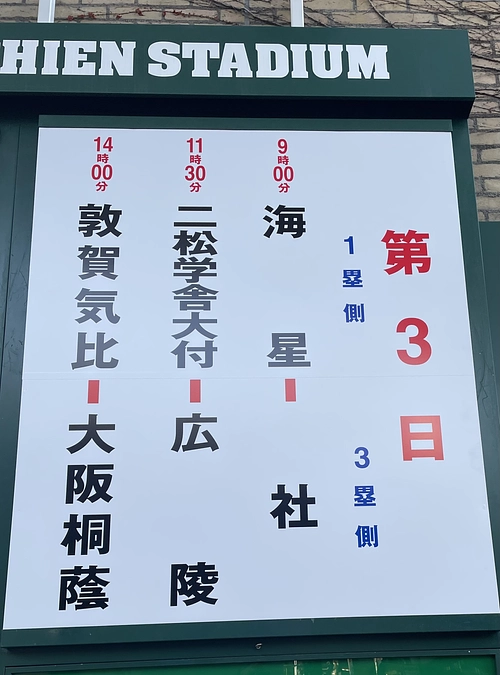 HIEN STADIUM
第3日
1塁側
3塁側
9時00分
海星
社
11時30分
二松学舎大付
広陵
14時00分
敦賀気比
大阪桐蔭